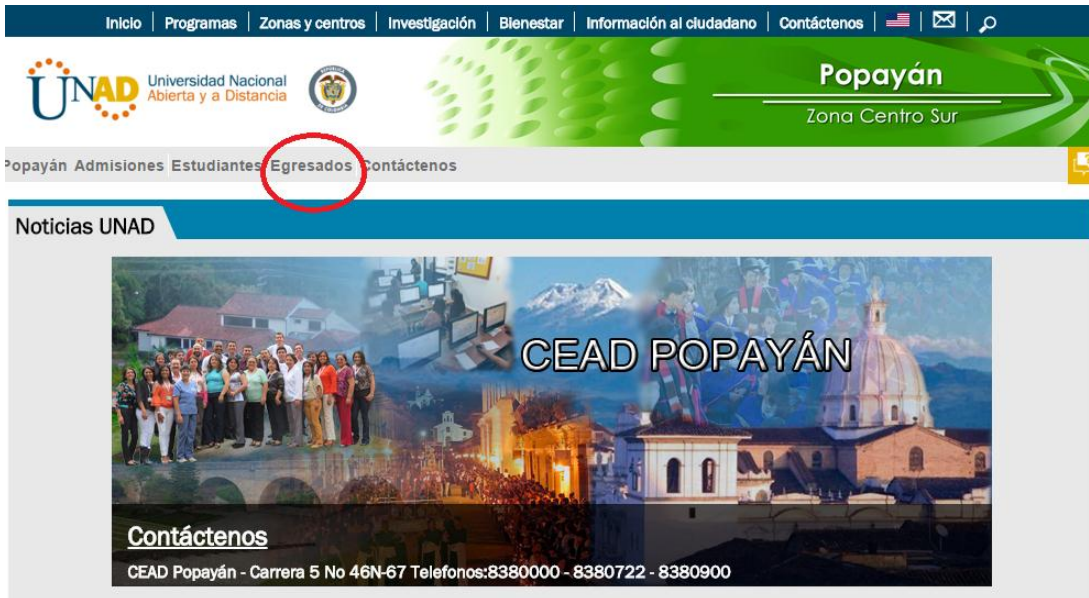 Inicio | Programas | Zonas y centros | Investigación | Bienestar | Información al ciudadano | Contáctenos
UNAD
Universidad Nacional
Abierta y a Distancia
Popayán
Zona Centro Sur
Popayán Admisiones Estudiantes Egresados Contáctenos
Noticias UNAD
CEAD POPAYÁN
Contáctenos
CEAD Popayán - Carrera 5 No 46N-67 Telefonos:8380000 - 8380722 - 8380900